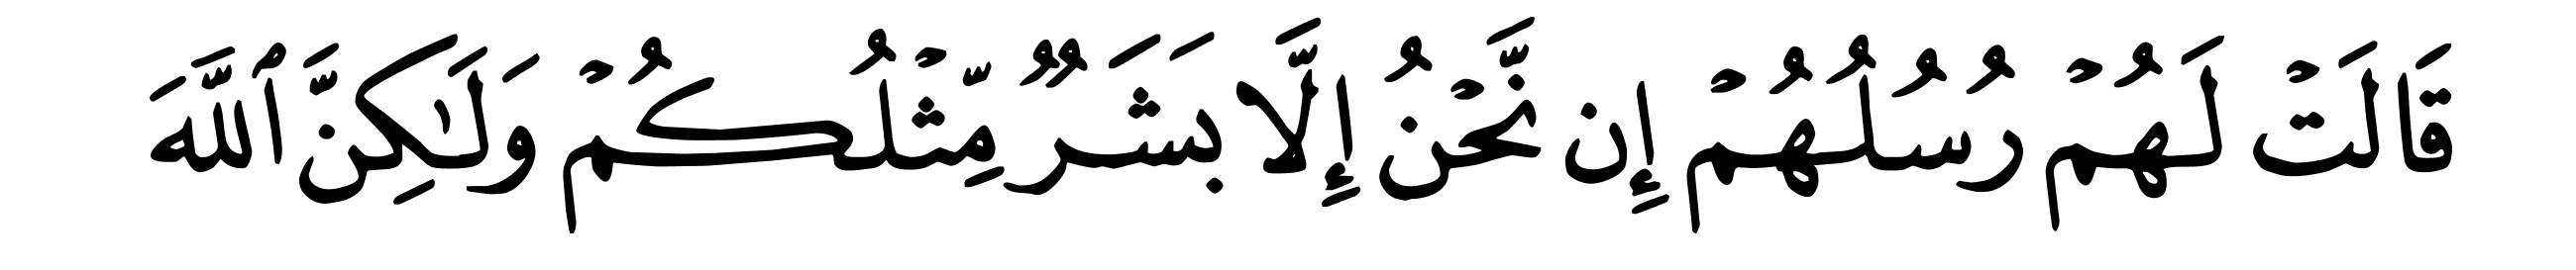 قَالَتْ لَهُمْ رُسُلُهُمْ إِن نَّحْنُ إِلَّا بَشَرٌ مِّثْلُكُمْ وَلَٰكِنَّ ٱللَّهَ